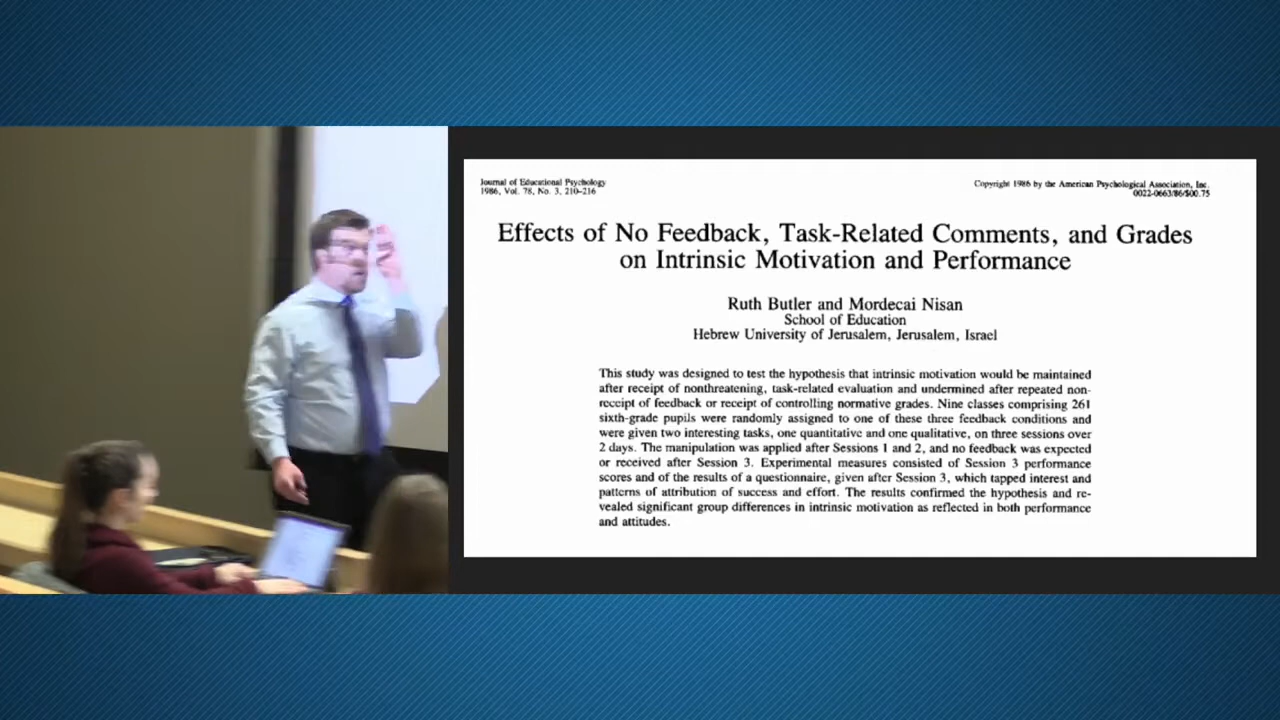 Journal of Educational Psychology
1986, Vol. 78, No. 3, 210-216
Copyright 1986 by the American Psychological Association, Inc.
0022-0663/86/$00.75
Effects of No Feedback, Task-Related Comments, and Grades
on Intrinsic Motivation and Performance
Ruth Butler and Mordecai Nisan
School of Education
Hebrew University of Jerusalem, Jerusalem, Israel
This study was designed to test the hypothesis that intrinsic motivation would be maintained
after receipt of nonthreatening, task-related evaluation and undermined after repeated non-
receipt of feedback or receipt of controlling normative grades. Nine classes comprising 261
sixth-grade pupils were randomly assigned to one of these three feedback conditions and
were given two interesting tasks, one quantitative and one qualitative, on three sessions over
2 days. The manipulation was applied after Sessions 1 and 2, and no feedback was expected
or received after Session 3. Experimental measures consisted of Session 3 performance
scores and of the results of a questionnaire, given after Session 3, which tapped interest and
patterns of attribution of success and effort. The results confirmed the hypothesis and re-
vealed significant group differences in intrinsic motivation as reflected in both performance
and attitudes.